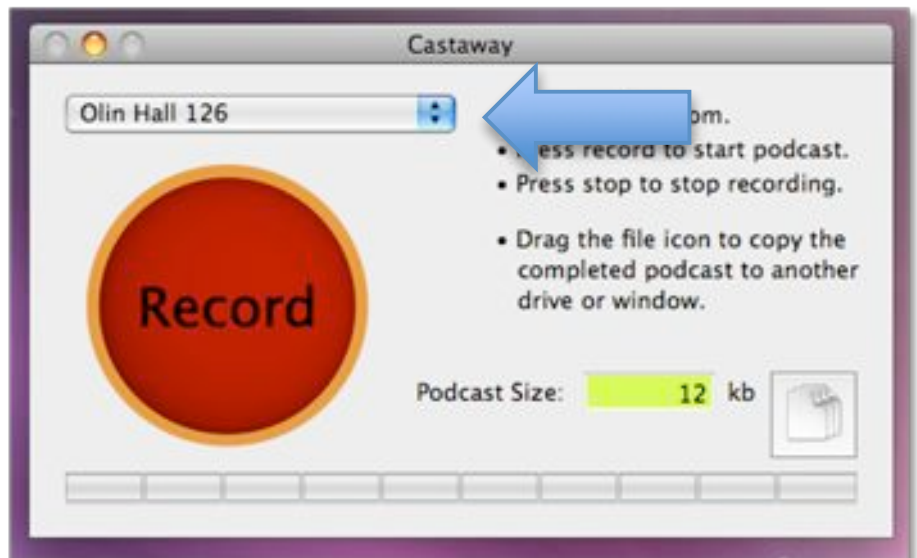 Castaway
Olin Hall 126
om.
• Press record to start podcast.
• Press stop to stop recording.
• Drag the file icon to copy the
completed podcast to another
drive or window.
Record
Podcast Size: 12 kb